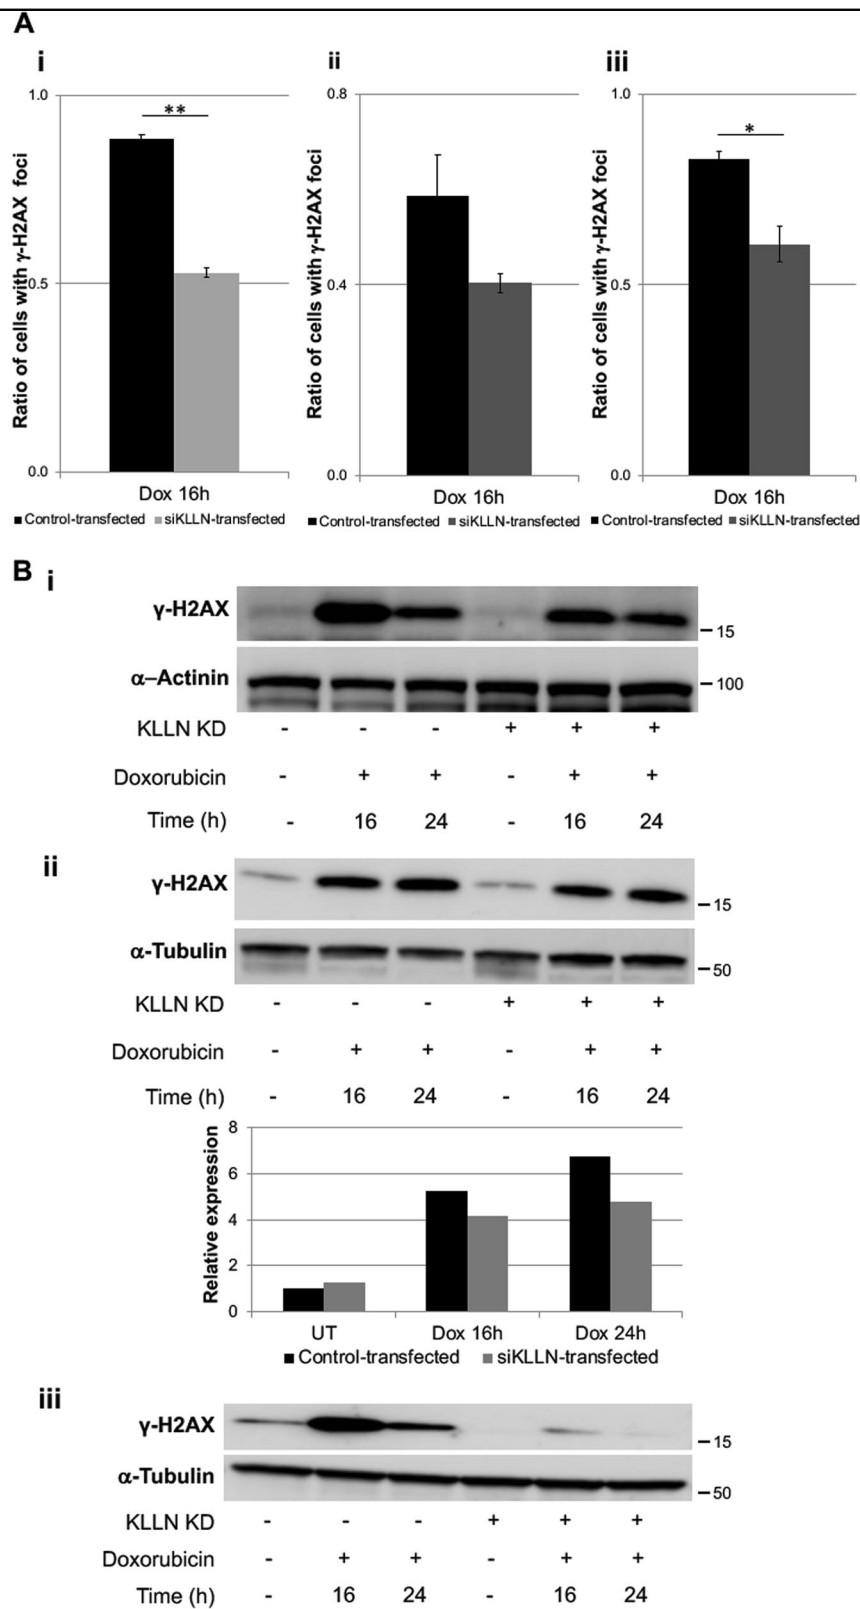 A
i
ii
iii
Ratio of cells with γ-H2AX foci
1.0
0.5
0.0
**
Dox 16h
Control-transfected siKLLN-transfected
Ratio of cells with γ-H2AX foci
0.8
0.4
0.0
Dox 16h
Control-transfected siKLLN-transfected
Ratio of cells with γ-H2AX foci
1.0
0.5
0.0
*
Dox 16h
Control-transfected siKLLN-transfected
B
i
γ-H2AX
15
α–Actinin
100
KLLN KD - - - + + +
Doxorubicin - + + - + +
Time (h) - 16 24 - 16 24
ii
γ-H2AX
15
α-Tubulin
50
KLLN KD - - - + + +
Doxorubicin - + + - + +
Time (h) - 16 24 - 16 24
Relative expression
8
6
4
2
0
UT Dox 16h Dox 24h
Control-transfected siKLLN-transfected
iii
γ-H2AX
15
α-Tubulin
50
KLLN KD - - - + + +
Doxorubicin - + + - + +
Time (h) - 16 24 - 16 24